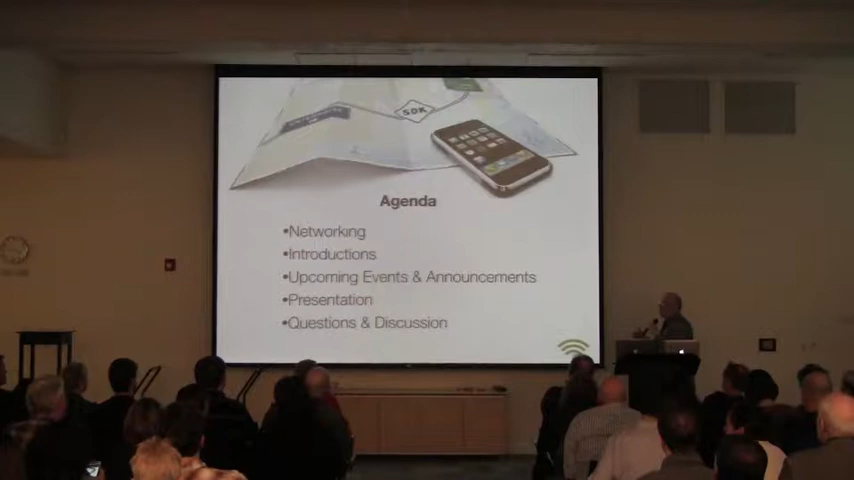 SDK
Agenda
•Networking
•Introductions
•Upcoming Events & Announcements
•Presentation
•Questions & Discussion